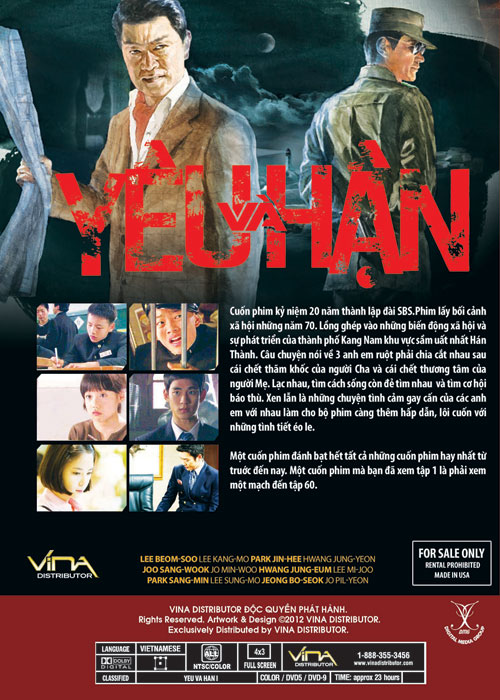 YÊU VÀ HẬN
Cuốn phim kỷ niệm 20 năm thành lập đài SBS.Phim lấy bối cảnh
xã hội những năm 70. Lồng ghép vào những biến động xã hội và
sự phát triển của thành phố Kang Nam khu vực sầm uất nhất Hán
Thành. Câu chuyện nói về 3 anh em ruột phải chia cắt nhau sau
cái chết thảm khốc của người Cha và cái chết thương tâm của
người Mẹ. Lạc nhau, tìm cách sống còn để tìm nhau và tìm cơ hội
báo thù. Xen lẫn là những chuyện tình cảm gay cấn của các anh
em với nhau làm cho bộ phim càng thêm hấp dẫn, lôi cuốn với
những tình tiết éo le.
Một cuốn phim đánh bạt hết tất cả những cuốn phim hay nhất từ
trước đến nay. Một cuốn phim mà bạn đã xem tập 1 là phải xem
một mạch đến tập 60.
ViNA
DISTRIBUTOR
LEE BEOM-SOO LEE KANG-MO PARK JIN-HEE HWANG JUNG-YEON
JOO SANG-WOOK JO MIN-WOO HWANG JUNG-EUM LEE MI-JOO
PARK SANG-MIN LEE SUNG-MO JEONG BO-SEOK JO PIL-YEON
FOR SALE ONLY
RENTAL PROHIBITED
MADE IN USA
VINA DISTRIBUTOR ĐỘC QUYỀN PHÁT HÀNH.
Rights Reserved. Artwork & Design ©2012 VINA DISTRIBUTOR.
Exclusively Distributed by VINA DISTRIBUTOR.
DMG
DIGITAL MEDIA GROUP
LANGUAGE VIETNAMESE ALL 4x3 ViNA DISTRIBUTOR 1-888-355-3456
DOLBY DIGITAL NTSC/COLOR FULL SCREEN www.vinadistributor.com
CLASSIFIED YEU VA HAN I COLOR / DVD5 / DVD-9 TIME: approx 23 hours